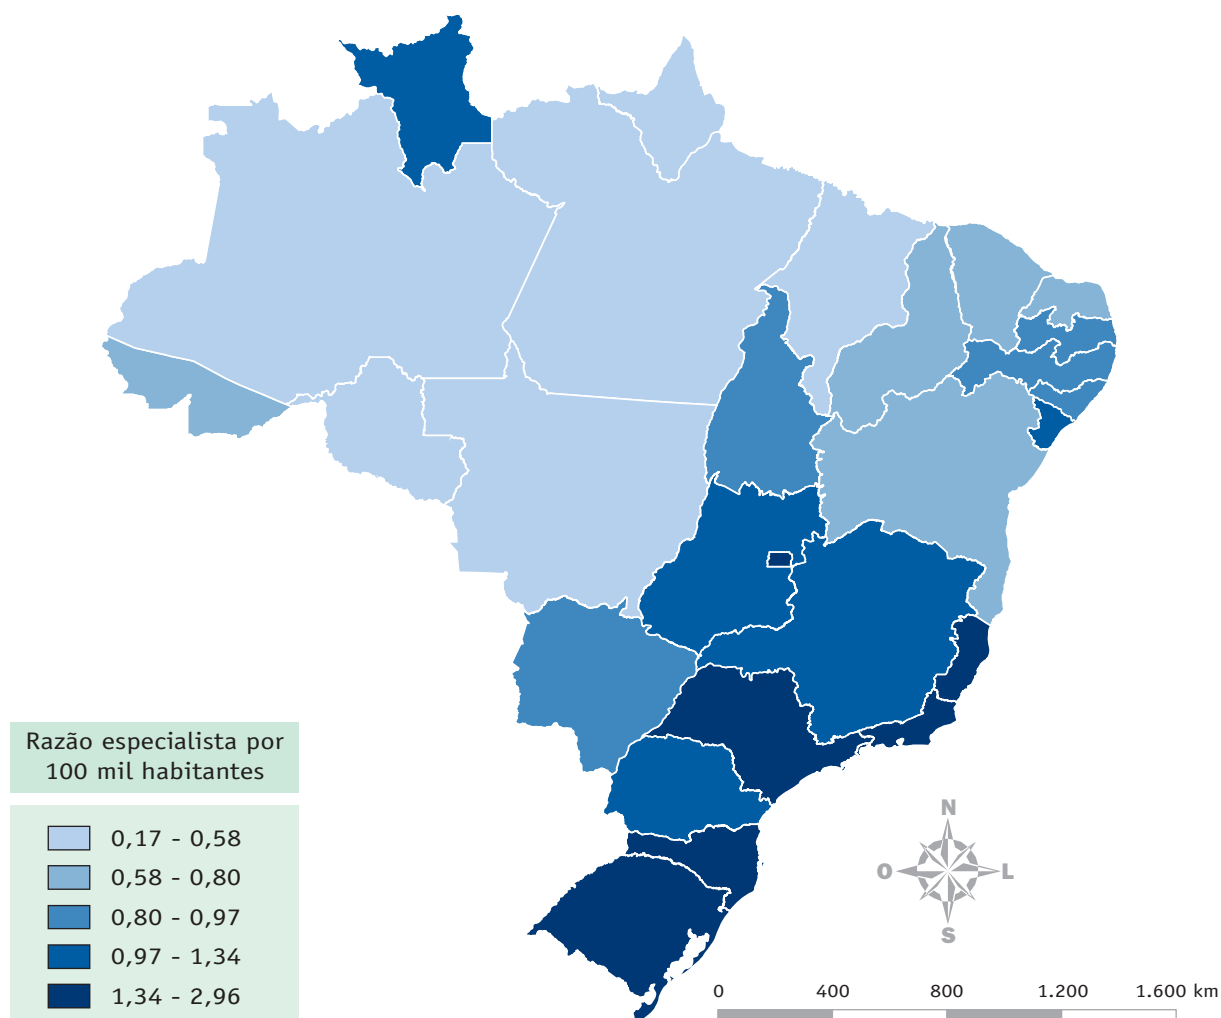 Razão especialista por
100 mil habitantes
0,17 - 0,58
0,58 - 0,80
0,80 - 0,97
0,97 - 1,34
1,34 - 2,96
N
O
L
S
0 400 800 1.200 1.600 km